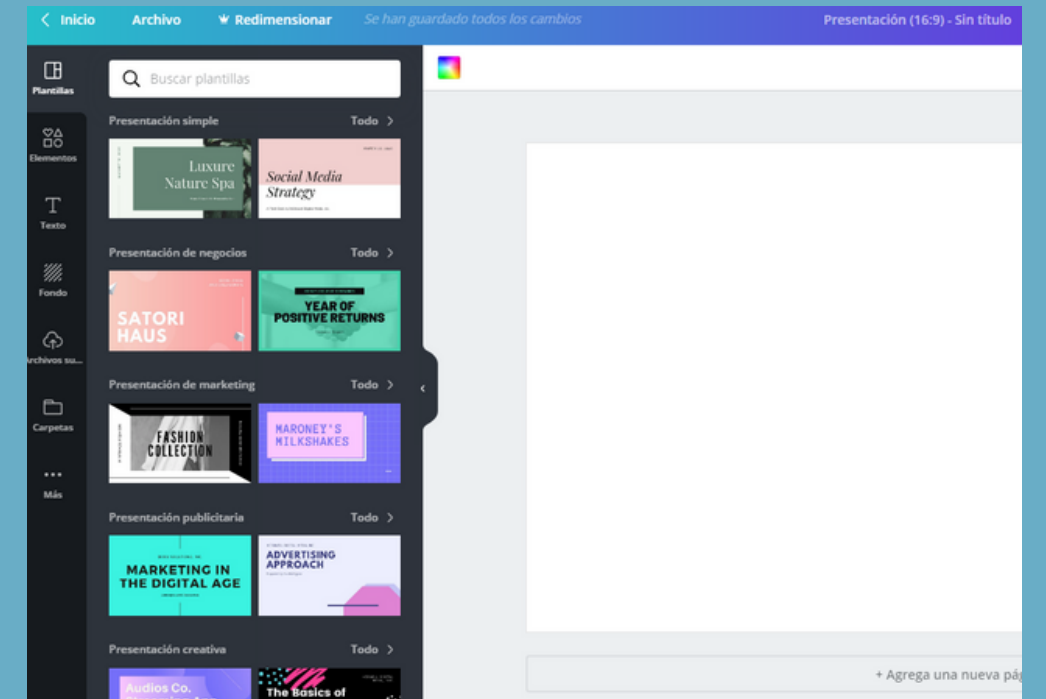 Inicio
Archivo
Redimensionar
Se han guardado todos los cambios
Presentación (16:9) - Sin título
Plantillas
Elementos
Texto
Fondo
Archivos su...
Carpetas
Más
Buscar plantillas
Presentación simple
Todo
Luxure
Nature Spa
Social Media
Strategy
Presentación de negocios
Todo
SATORI
HAUS
YEAR OF
POSITIVE RETURNS
Presentación de marketing
Todo
FASHION
COLLECTION
MARONEY'S
MILKSHAKES
Presentación publicitaria
Todo
MARKETING IN
THE DIGITAL AGE
ADVERTISING
APPROACH
Presentación creativa
Todo
Audios Co.
The Basics of
+ Agrega una nueva pág